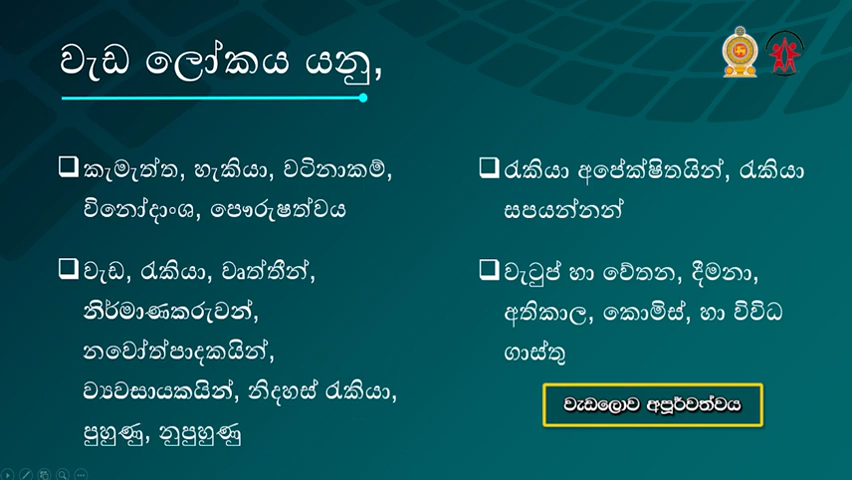 වැඩ ලෝකය යනු,
කැමැත්ත, හැකියා, වටිනාකම්,
විනෝදාංශ, පෞරුෂත්වය
වැඩ, රැකියා, වෘත්තීන්,
නිර්මාණකරුවන්,
නවෝත්පාදකයින්,
ව්‍යවසායකයින්, නිදහස් රැකියා,
පුහුණු, නුපුහුණු
රැකියා අපේක්ෂිතයින්, රැකියා
සපයන්නන්
වැටුප් හා වේතන, දීමනා,
අතිකාල, කොමිස්, හා විවිධ
ගාස්තු
වැඩලොව අපූර්වත්වය